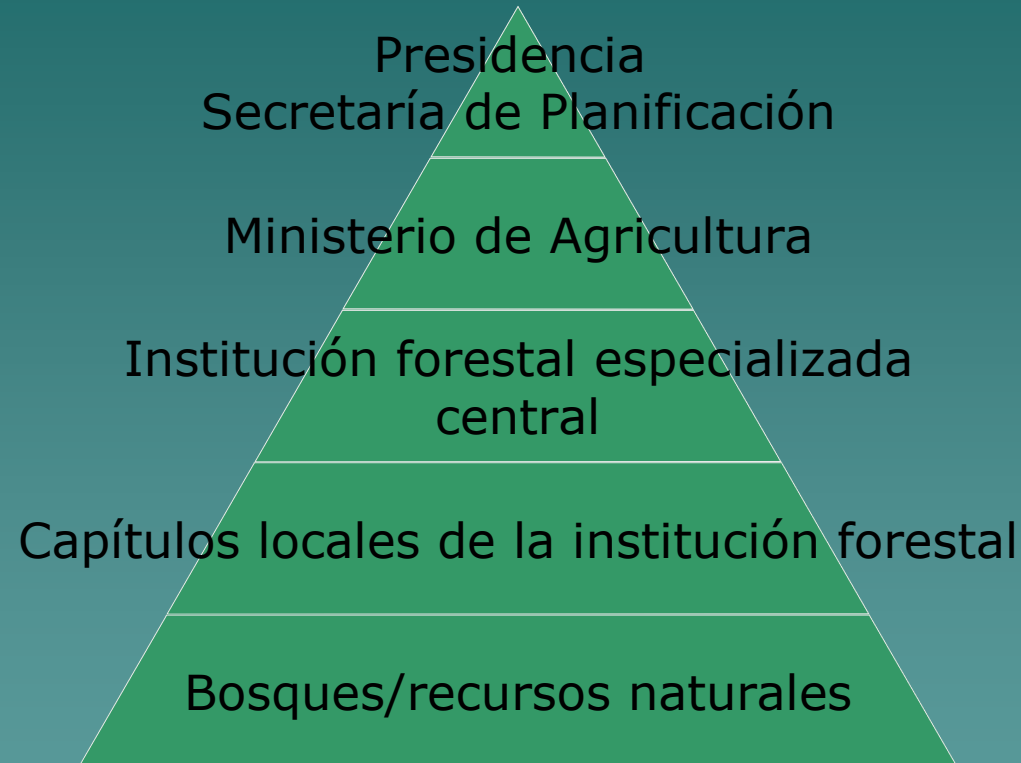 Presidencia
Secretaría de Planificación
Ministerio de Agricultura
Institución forestal especializada
central
Capítulos locales de la institución forestal
Bosques/recursos naturales